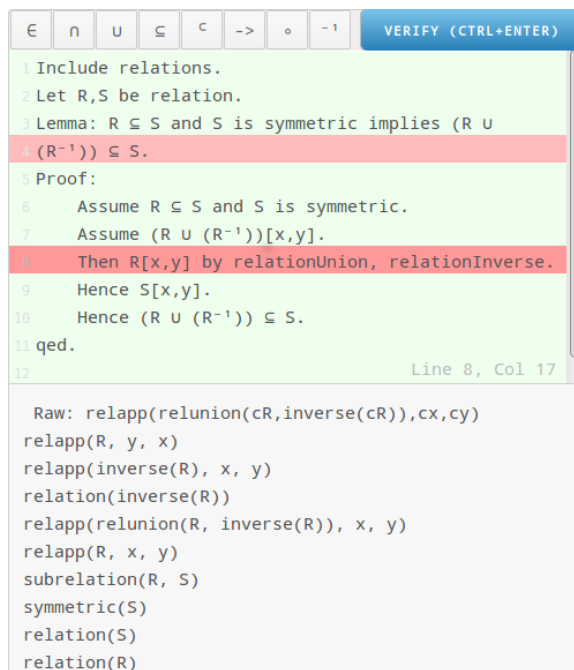 ∈ ∩ ∪ ⊆ ᶜ -> ∘ ⁻¹ VERIFY (CTRL+ENTER)
1 Include relations.
2 Let R,S be relation.
3 Lemma: R ⊆ S and S is symmetric implies (R ∪
4 (R⁻¹)) ⊆ S.
5 Proof:
6 Assume R ⊆ S and S is symmetric.
7 Assume (R ∪ (R⁻¹))[x,y].
8 Then R[x,y] by relationUnion, relationInverse.
9 Hence S[x,y].
10 Hence (R ∪ (R⁻¹)) ⊆ S.
11 qed.
12
Line 8, Col 17
Raw: relapp(relunion(cR,inverse(cR)),cx,cy)
relapp(R, y, x)
relapp(inverse(R), x, y)
relation(inverse(R))
relapp(relunion(R, inverse(R)), x, y)
relapp(R, x, y)
subrelation(R, S)
symmetric(S)
relation(S)
relation(R)